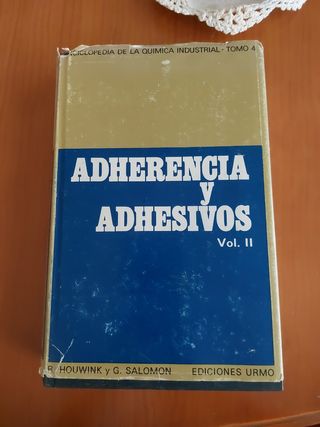 ENCICLOPEDIA DE LA QUIMICA INDUSTRIAL - TOMO 4
ADHERENCIA
y
ADHESIVOS
Vol. II
R. HOUWINK y G. SALOMON EDICIONES URMO